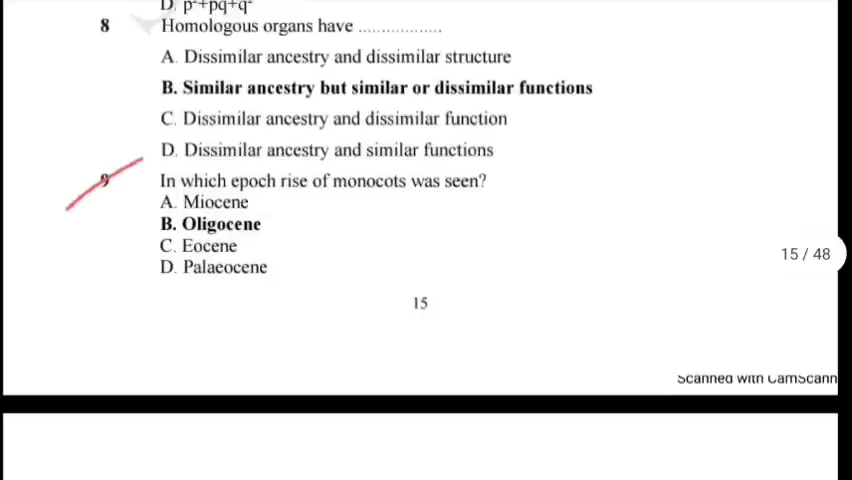 D. p²+pq+q²
8 Homologous organs have ..................
A. Dissimilar ancestry and dissimilar structure
B. Similar ancestry but similar or dissimilar functions
C. Dissimilar ancestry and dissimilar function
D. Dissimilar ancestry and similar functions
9 In which epoch rise of monocots was seen?
A. Miocene
B. Oligocene
C. Eocene
D. Palaeocene
15 / 48
15
Scanned with CamScann